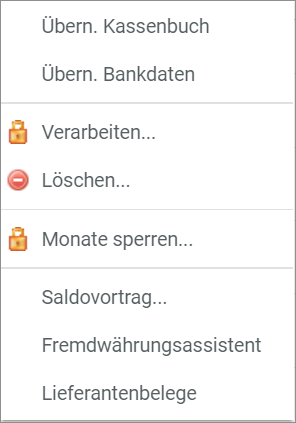 Übern. Kassenbuch
Übern. Bankdaten
Verarbeiten...
Löschen...
Monate sperren...
Saldovortrag...
Fremdwährungsassistent
Lieferantenbelege